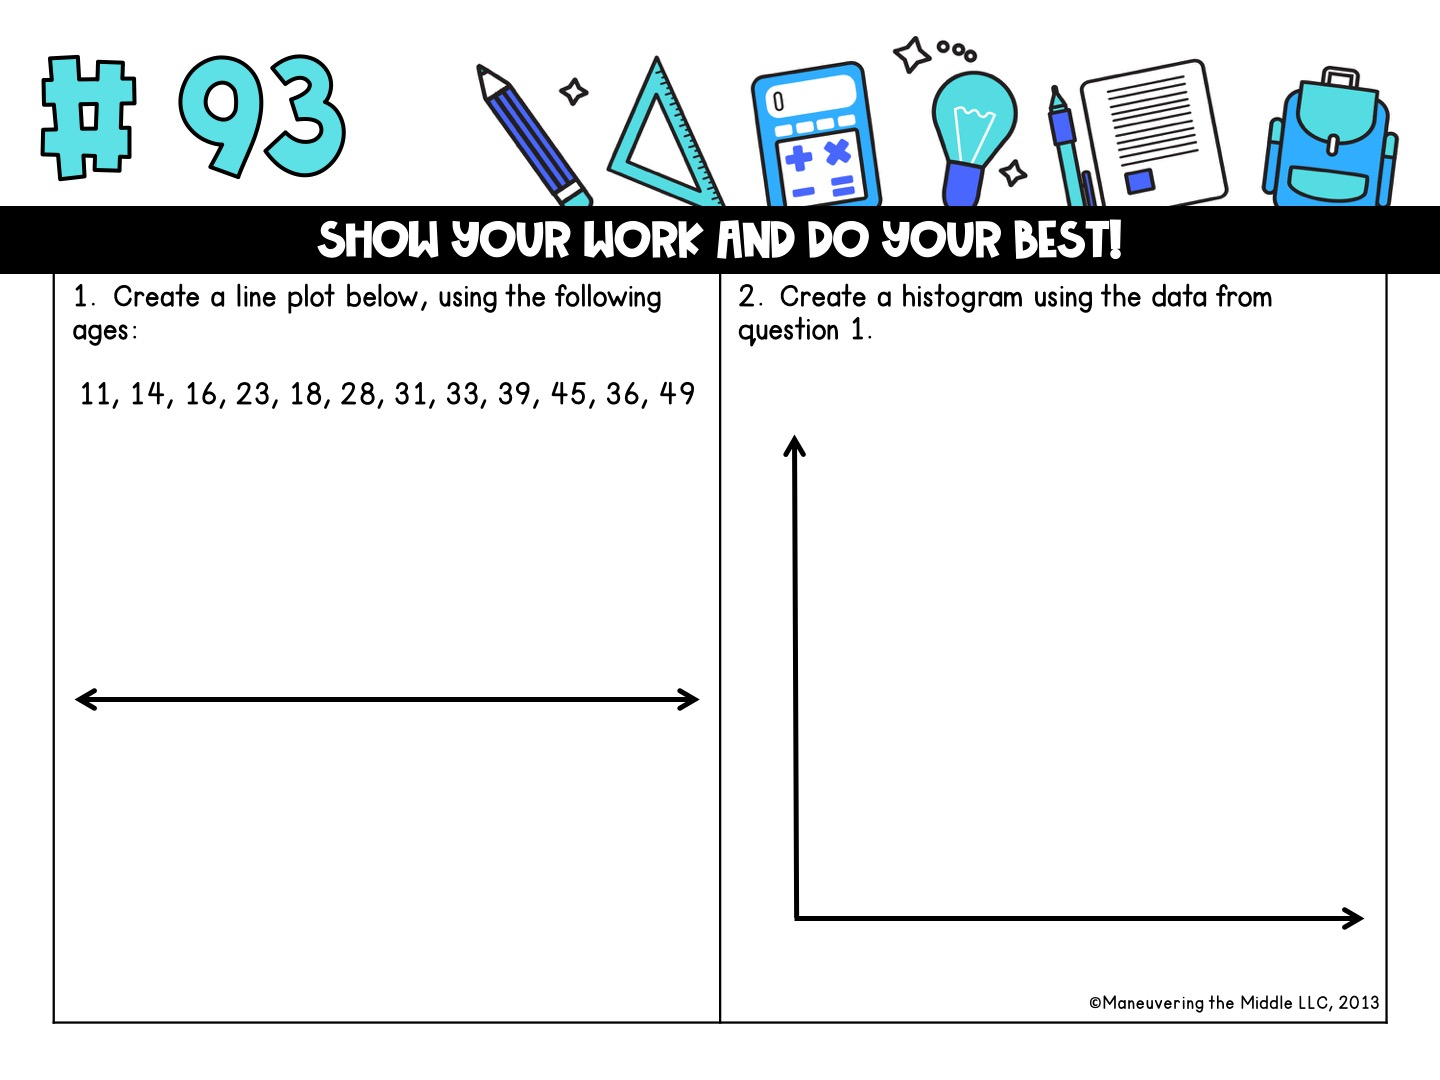 # 93
0
SHOW YOUR WORK AND DO YOUR BEST!
1. Create a line plot below, using the following
ages:
11, 14, 16, 23, 18, 28, 31, 33, 39, 45, 36, 49
2. Create a histogram using the data from
question 1.
©Maneuvering the Middle LLC, 2013